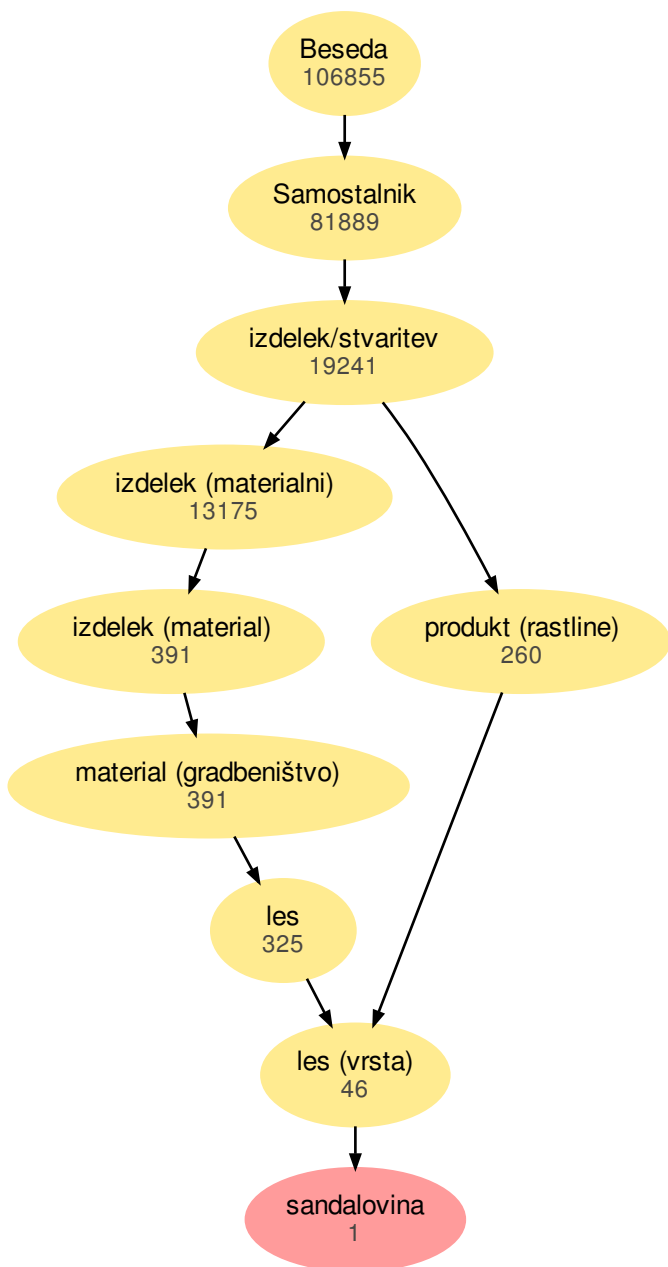 Beseda
106855
Samostalnik
81889
izdelek/stvaritev
19241
izdelek (materialni)
13175
izdelek (material)
391
produkt (rastline)
260
material (gradbeništvo)
391
les
325
les (vrsta)
46
sandalovina
1